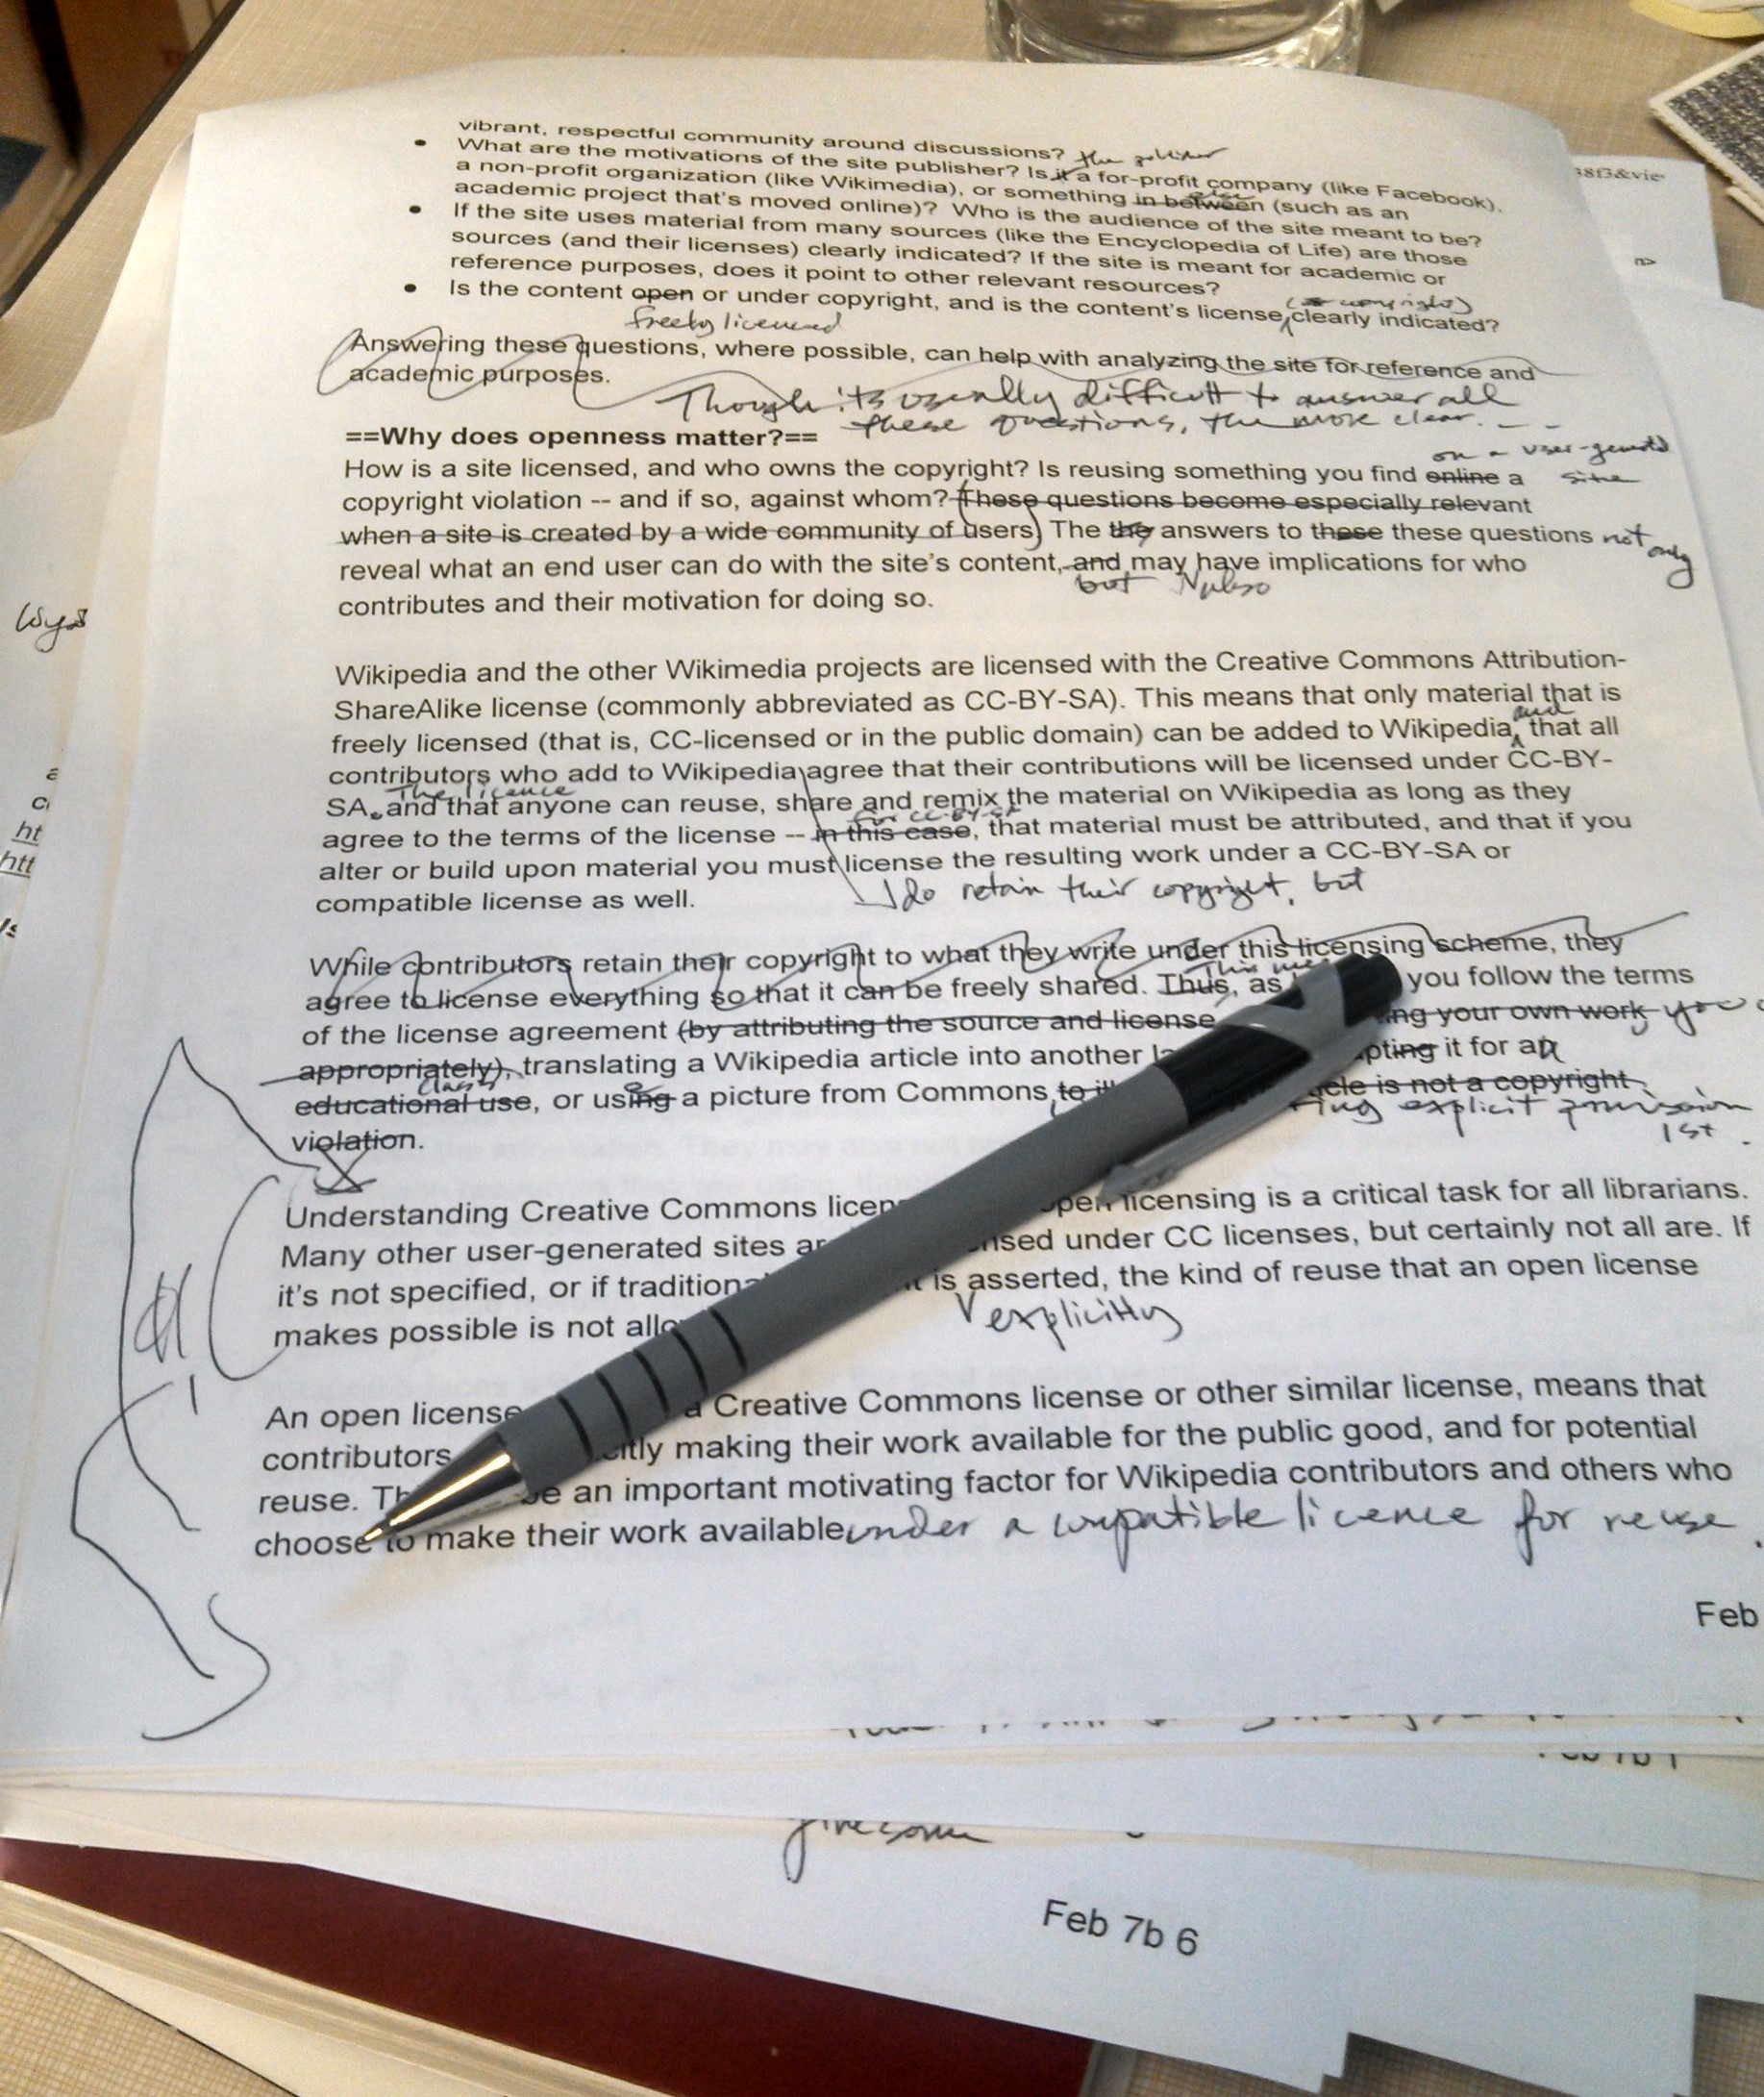 vibrant, respectful community around discussions?
the publisher
• What are the motivations of the site publisher? Is it a for-profit company (like Facebook),
a non-profit organization (like Wikimedia), or something in between (such as an
else
academic project that's moved online)? Who is the audience of the site meant to be?
• If the site uses material from many sources (like the Encyclopedia of Life) are those
sources (and their licenses) clearly indicated? If the site is meant for academic or
reference purposes, does it point to other relevant resources?
• Is the content open or under copyright, and is the content's license clearly indicated?
copyright)
freely licensed
Answering these questions, where possible, can help with analyzing the site for reference and
academic purposes.
Though it's usually difficult to answer all
these questions, the more clear. - -
==Why does openness matter?==
on a user-generated
site
How is a site licensed, and who owns the copyright? Is reusing something you find online a
copyright violation -- and if so, against whom? These questions become especially relevant
when a site is created by a wide community of users) The the answers to these these questions not only
reveal what an end user can do with the site's content, and may have implications for who
but also
contributes and their motivation for doing so.
Wikipedia and the other Wikimedia projects are licensed with the Creative Commons Attribution-
ShareAlike license (commonly abbreviated as CC-BY-SA). This means that only material that is
and
freely licensed (that is, CC-licensed or in the public domain) can be added to Wikipedia, that all
contributors who add to Wikipedia agree that their contributions will be licensed under CC-BY-
The licence
SA, and that anyone can reuse, share and remix the material on Wikipedia as long as they
for CC-BY-SA
agree to the terms of the license -- in this case, that material must be attributed, and that if you
alter or build upon material you must license the resulting work under a CC-BY-SA or
do retain their copyright, but
compatible license as well.
While contributors retain their copyright to what they write under this licensing scheme, they
This
agree to license everything so that it can be freely shared. Thus, as you follow the terms
of the license agreement (by attributing the source and license ing your own work you
appropriately), translating a Wikipedia article into another pting it for an
class
educational use, or using a picture from Commons to cle is not a copyright
explicit permission
1st.
violation.
Understanding Creative Commons open licensing is a critical task for all librarians.
Many other user-generated sites under CC licenses, but certainly not all are. If
it's not specified, or if is asserted, the kind of reuse that an open license
explicitly
makes possible is not
An open license a Creative Commons license or other similar license, means that
contributors making their work available for the public good, and for potential
reuse. an important motivating factor for Wikipedia contributors and others who
choose to make their work available under a compatible licence for reuse.
Feb
Feb 7b 6